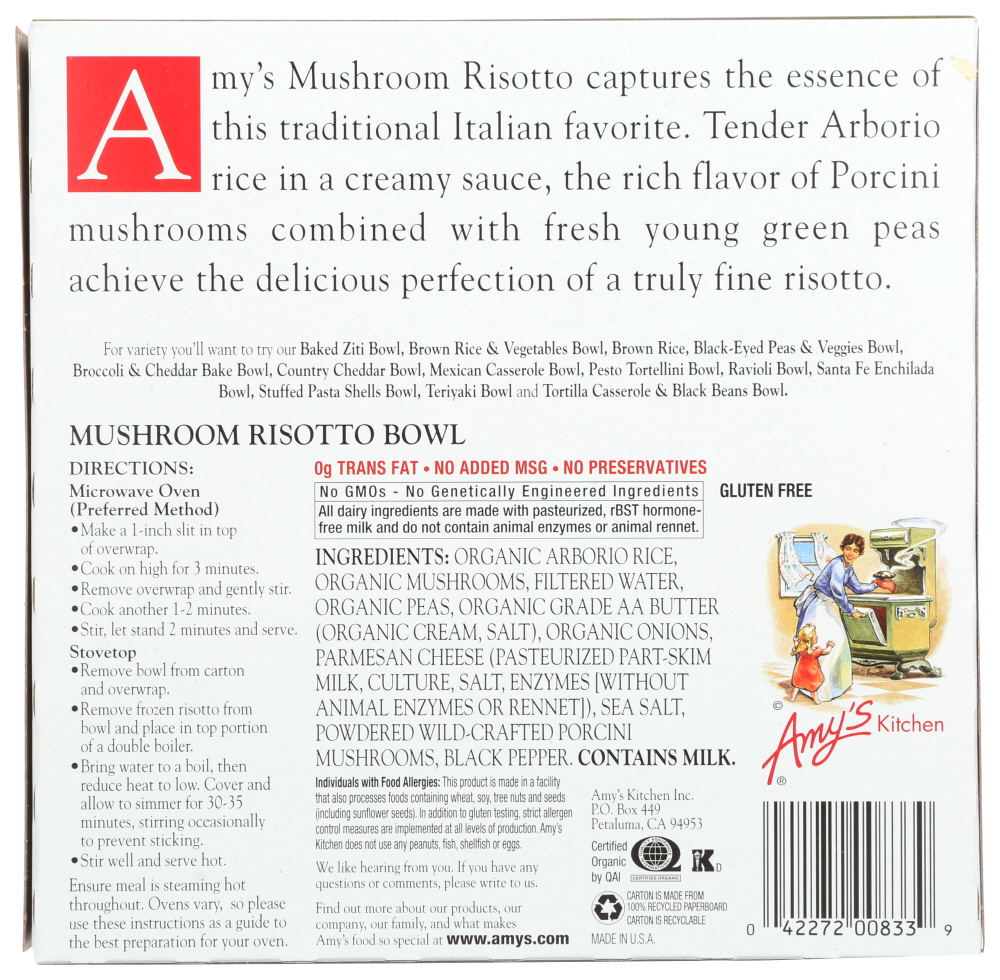 Amy's Mushroom Risotto captures the essence of
this traditional Italian favorite. Tender Arborio
rice in a creamy sauce, the rich flavor of Porcini
mushrooms combined with fresh young green peas
achieve the delicious perfection of a truly fine risotto.
For variety you'll want to try our Baked Ziti Bowl, Brown Rice & Vegetables Bowl, Brown Rice, Black-Eyed Peas & Veggies Bowl,
Broccoli & Cheddar Bake Bowl, Country Cheddar Bowl, Mexican Casserole Bowl, Pesto Tortellini Bowl, Ravioli Bowl, Santa Fe Enchilada
Bowl, Stuffed Pasta Shells Bowl, Teriyaki Bowl and Tortilla Casserole & Black Beans Bowl.
MUSHROOM RISOTTO BOWL
DIRECTIONS:
Microwave Oven
(Preferred Method)
•Make a 1-inch slit in top
of overwrap.
•Cook on high for 3 minutes.
•Remove overwrap and gently stir.
•Cook another 1-2 minutes.
•Stir, let stand 2 minutes and serve.
Stovetop
•Remove bowl from carton
and overwrap.
•Remove frozen risotto from
bowl and place in top portion
of a double boiler.
•Bring water to a boil, then
reduce heat to low. Cover and
allow to simmer for 30-35
minutes, stirring occasionally
to prevent sticking.
•Stir well and serve hot.
Ensure meal is steaming hot
throughout. Ovens vary, so please
use these instructions as a guide to
the best preparation for your oven.
0g TRANS FAT • NO ADDED MSG • NO PRESERVATIVES
No GMOs - No Genetically Engineered Ingredients
All dairy ingredients are made with pasteurized, rBST hormone-
free milk and do not contain animal enzymes or animal rennet.
GLUTEN FREE
INGREDIENTS: ORGANIC ARBORIO RICE,
ORGANIC MUSHROOMS, FILTERED WATER,
ORGANIC PEAS, ORGANIC GRADE AA BUTTER
(ORGANIC CREAM, SALT), ORGANIC ONIONS,
PARMESAN CHEESE (PASTEURIZED PART-SKIM
MILK, CULTURE, SALT, ENZYMES [WITHOUT
ANIMAL ENZYMES OR RENNET]), SEA SALT,
POWDERED WILD-CRAFTED PORCINI
MUSHROOMS, BLACK PEPPER. CONTAINS MILK.
Individuals with Food Allergies: This product is made in a facility
that also processes foods containing wheat, soy, tree nuts and seeds
(including sunflower seeds). In addition to gluten testing, strict allergen
control measures are implemented at all levels of production. Amy's
Kitchen does not use any peanuts, fish, shellfish or eggs.
We like hearing from you. If you have any
questions or comments, please write to us.
Find out more about our products, our
company, our family, and what makes
Amy's food so special at www.amys.com
Amy's Kitchen Inc.
P.O. Box 449
Petaluma, CA 94953
Certified
Organic
by QAI
CERTIFIED ORGANIC
K D
CARTON IS MADE FROM
100% RECYCLED PAPERBOARD
CARTON IS RECYCLABLE
MADE IN U.S.A.
©
Amy's Kitchen
®
0 42272 00833 9